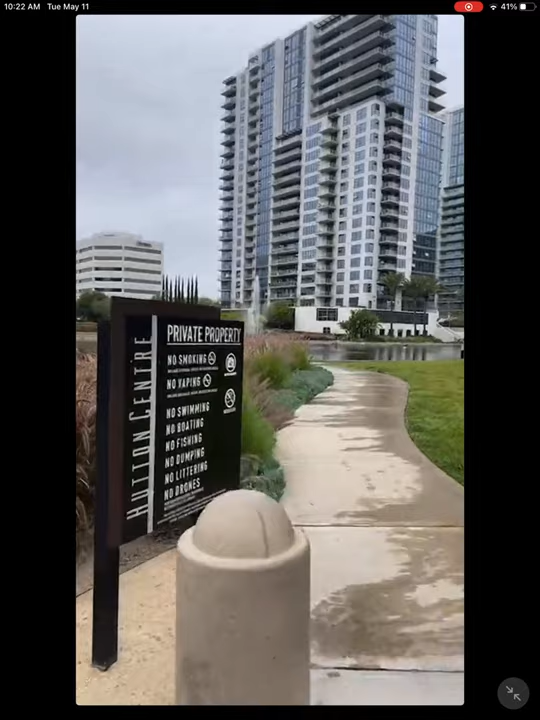 10:22 AM Tue May 11
41%
HUTTON CENTRE
PRIVATE PROPERTY
NO SMOKING
NO VAPING
NO SWIMMING
NO BOATING
NO FISHING
NO DUMPING
NO LITTERING
NO DRONES